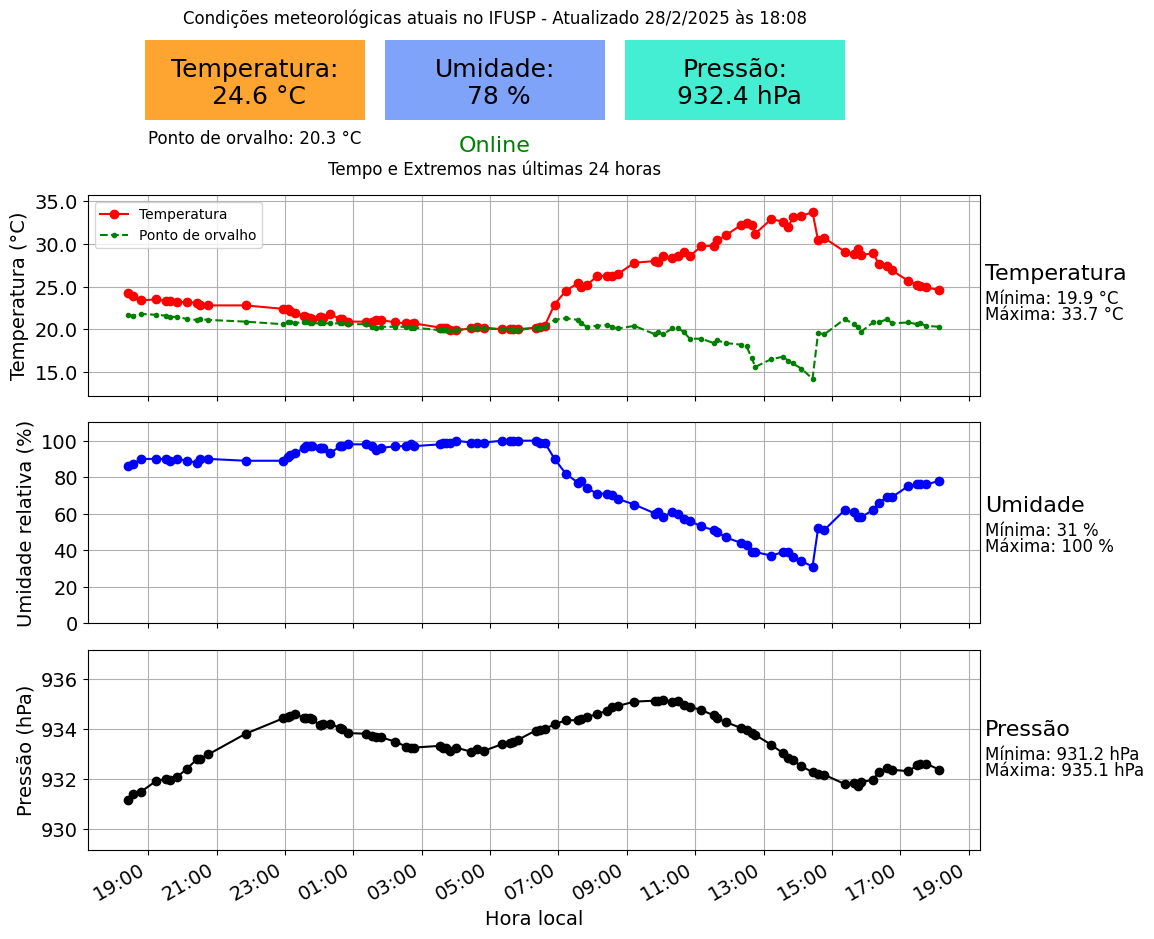 Condições meteorológicas atuais no IFUSP - Atualizado 28/2/2025 às 18:08
Temperatura:
24.6 °C
Umidade:
78 %
Pressão:
932.4 hPa
Ponto de orvalho: 20.3 °C
Online
Tempo e Extremos nas últimas 24 horas
Temperatura (°C)
35.0
30.0
25.0
20.0
15.0
Temperatura
Ponto de orvalho
Temperatura
Mínima: 19.9 °C
Máxima: 33.7 °C
Umidade relativa (%)
100
80
60
40
20
0
Umidade
Mínima: 31 %
Máxima: 100 %
Pressão (hPa)
936
934
932
930
Pressão
Mínima: 931.2 hPa
Máxima: 935.1 hPa
19:00
21:00
23:00
01:00
03:00
05:00
07:00
09:00
11:00
13:00
15:00
17:00
19:00
Hora local